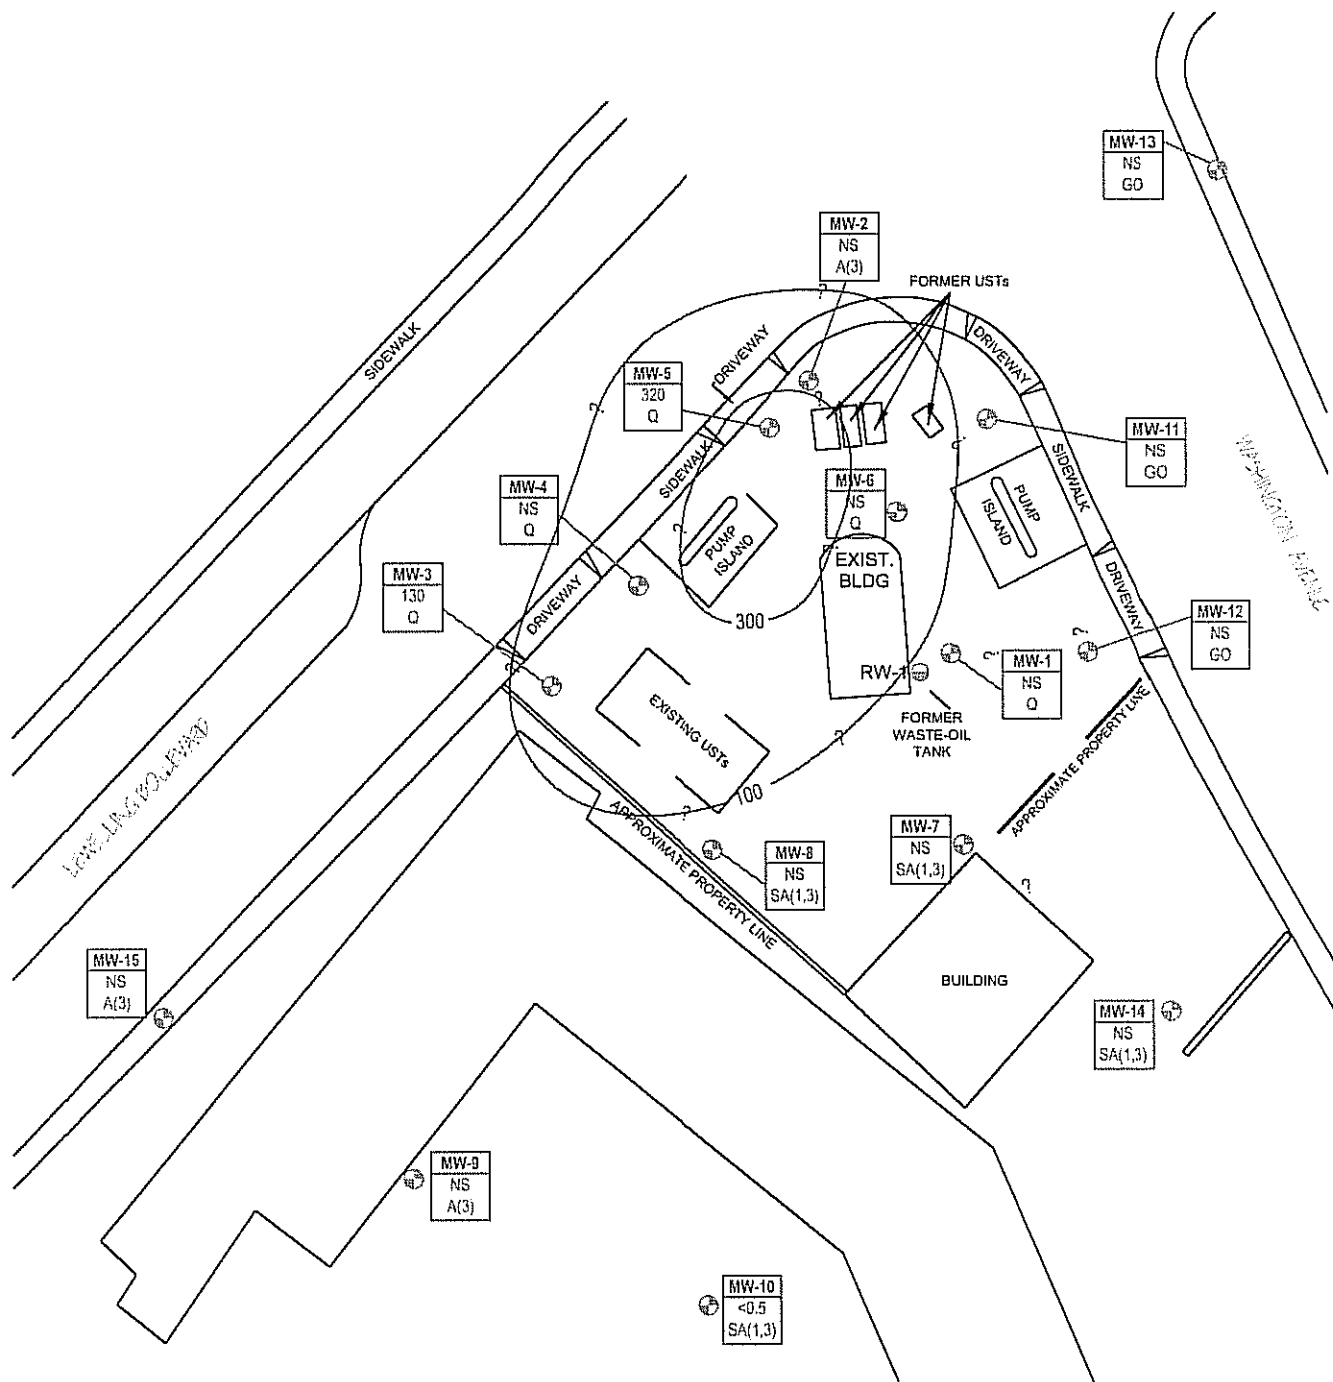 MW-13
NS
GO
MW-2
NS
A(3)
FORMER USTs
?
SIDEWALK
DRIVEWAY
DRIVEWAY
MW-5
320
Q
?
?
MW-11
NS
GO
?
WASHINGTON AVENUE
SIDEWALK
SIDEWALK
MW-4
NS
Q
MW-6
NS
Q
PUMP
ISLAND
?
PUMP
ISLAND
EXIST.
BLDG
MW-3
130
Q
DRIVEWAY
DRIVEWAY
300
MW-12
NS
GO
?
?
MW-1
NS
Q
?
RW-1
EXISTING USTs
FORMER
WASTE-OIL
TANK
LEWELLING BOULEVARD
?
APPROXIMATE PROPERTY LINE
100
?
APPROXIMATE PROPERTY LINE
MW-7
NS
SA(1,3)
MW-8
NS
SA(1,3)
?
MW-15
NS
A(3)
BUILDING
MW-14
NS
SA(1,3)
MW-9
NS
A(3)
MW-10
<0.5
SA(1,3)